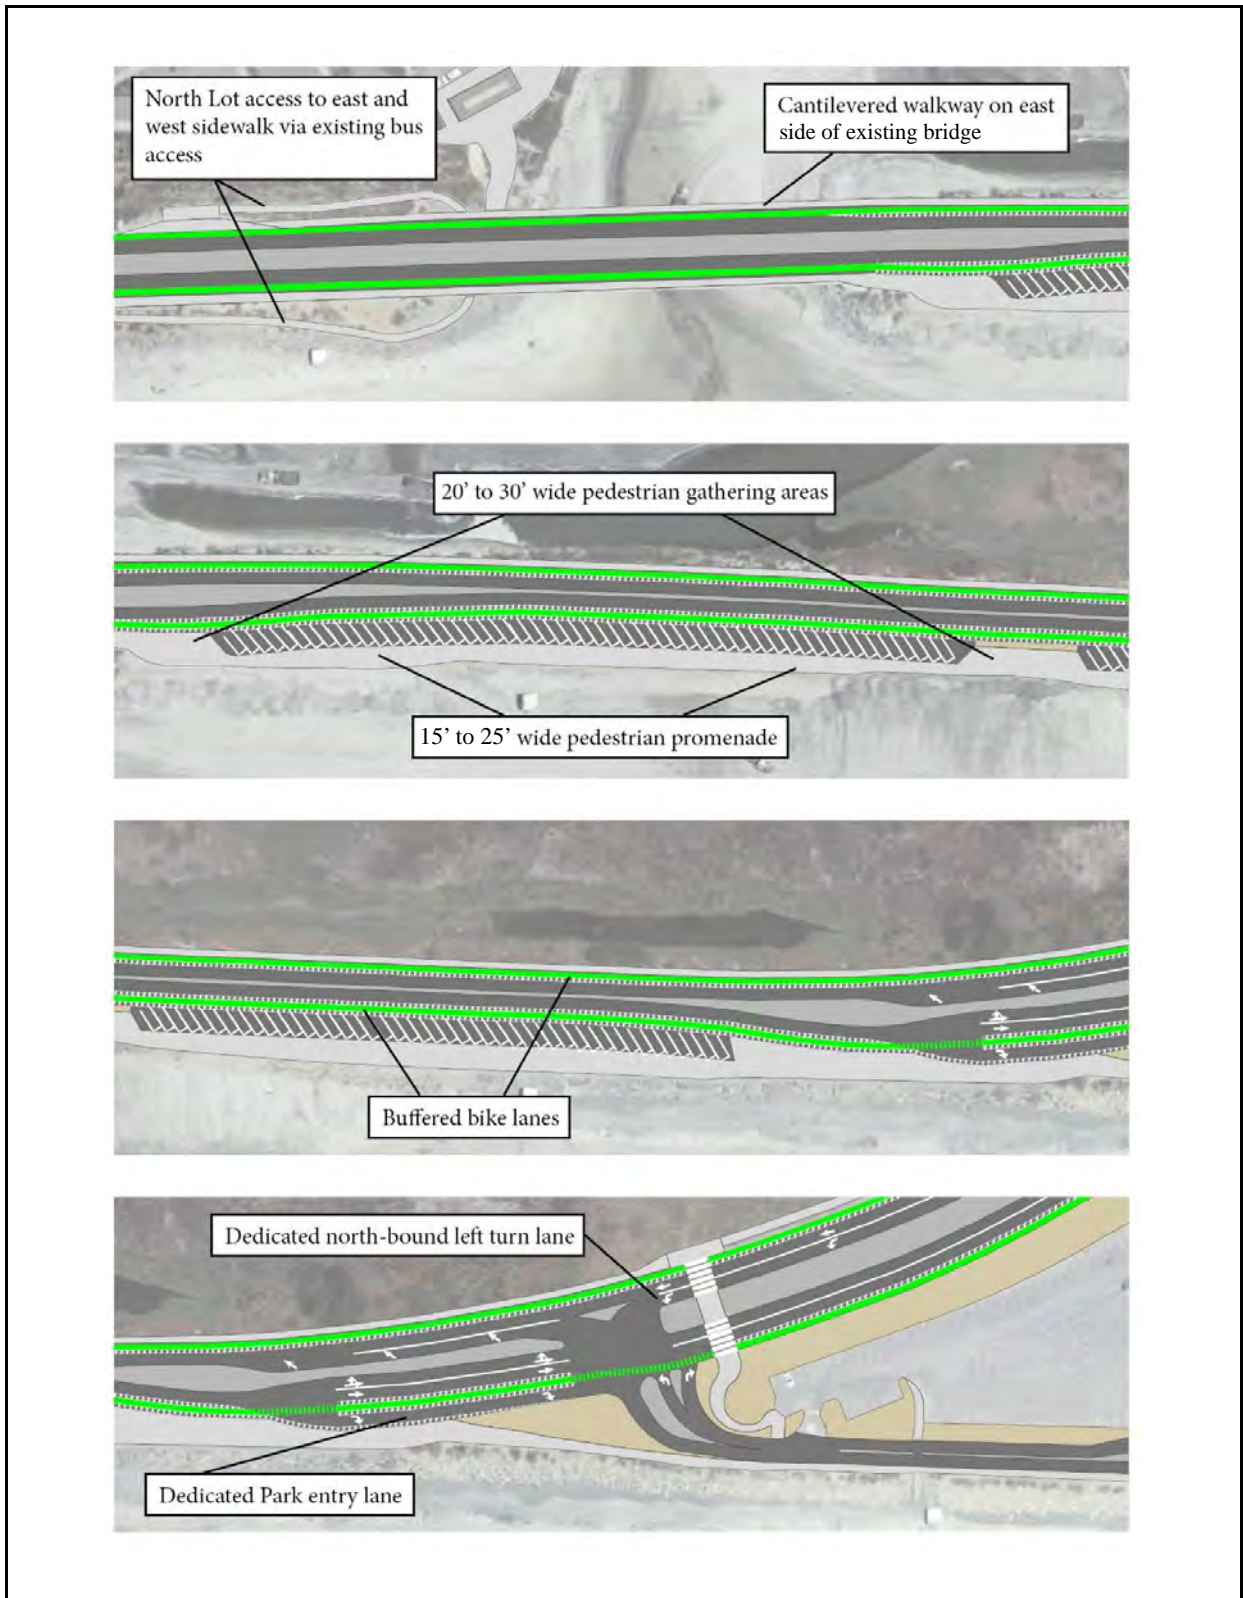 North Lot access to east and
west sidewalk via existing bus
access
Cantilevered walkway on east
side of existing bridge
20’ to 30’ wide pedestrian gathering areas
15’ to 25’ wide pedestrian promenade
Buffered bike lanes
Dedicated north-bound left turn lane
Dedicated Park entry lane